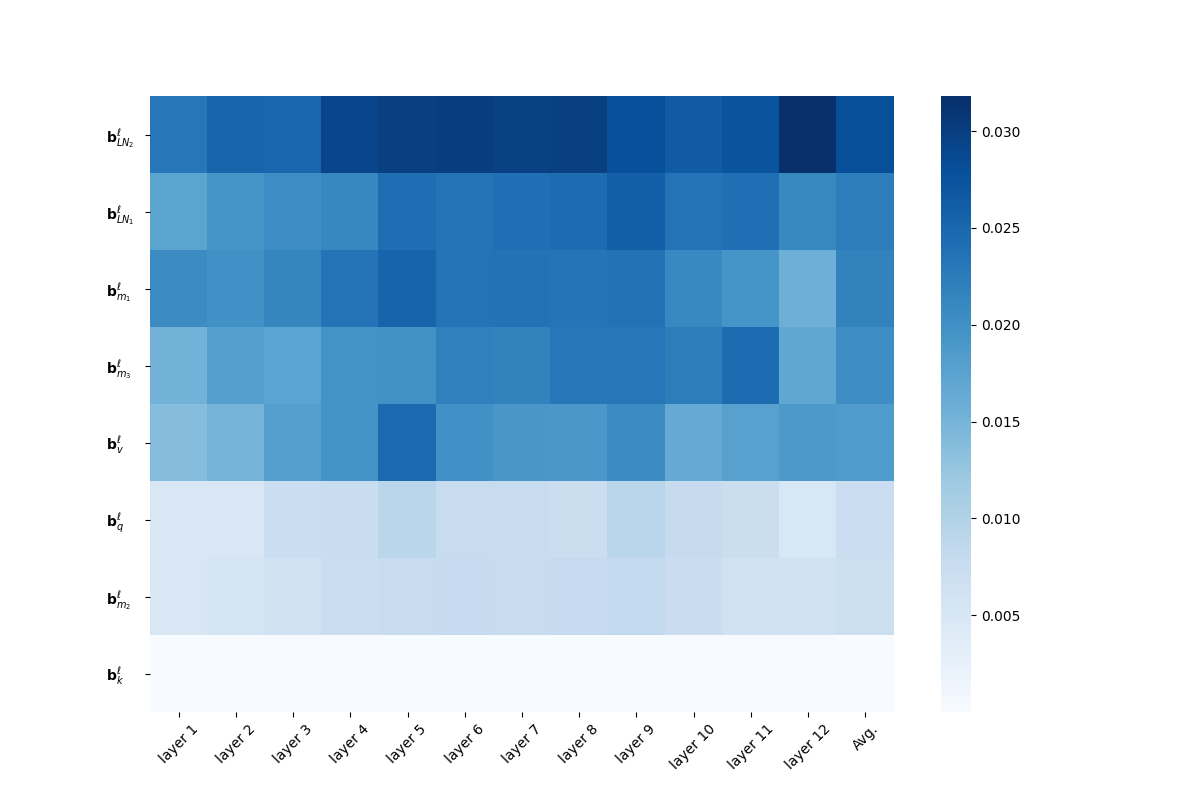 b^ℓ_{LN_2}
b^ℓ_{LN_1}
b^ℓ_{m_1}
b^ℓ_{m_3}
b^ℓ_v
b^ℓ_q
b^ℓ_{m_2}
b^ℓ_k
layer 1
layer 2
layer 3
layer 4
layer 5
layer 6
layer 7
layer 8
layer 9
layer 10
layer 11
layer 12
Avg.
0.030
0.025
0.020
0.015
0.010
0.005